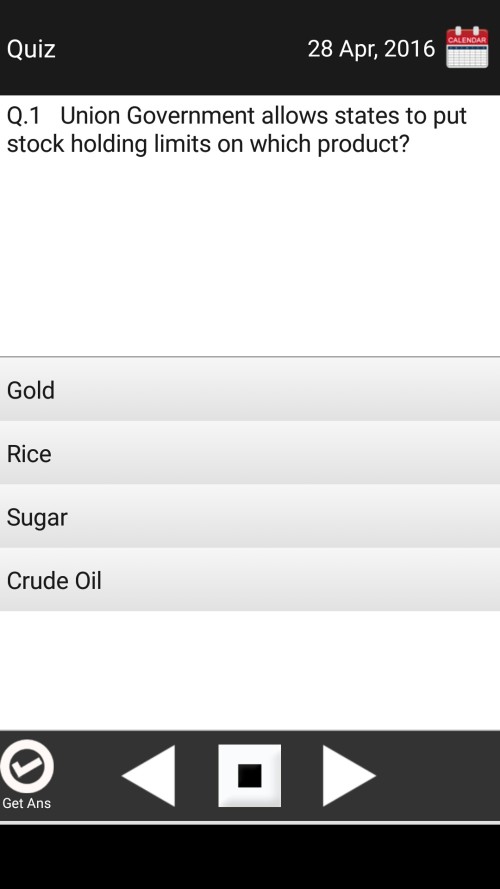 Quiz
28 Apr, 2016
CALENDAR
Q.1 Union Government allows states to put
stock holding limits on which product?
Gold
Rice
Sugar
Crude Oil
Get Ans